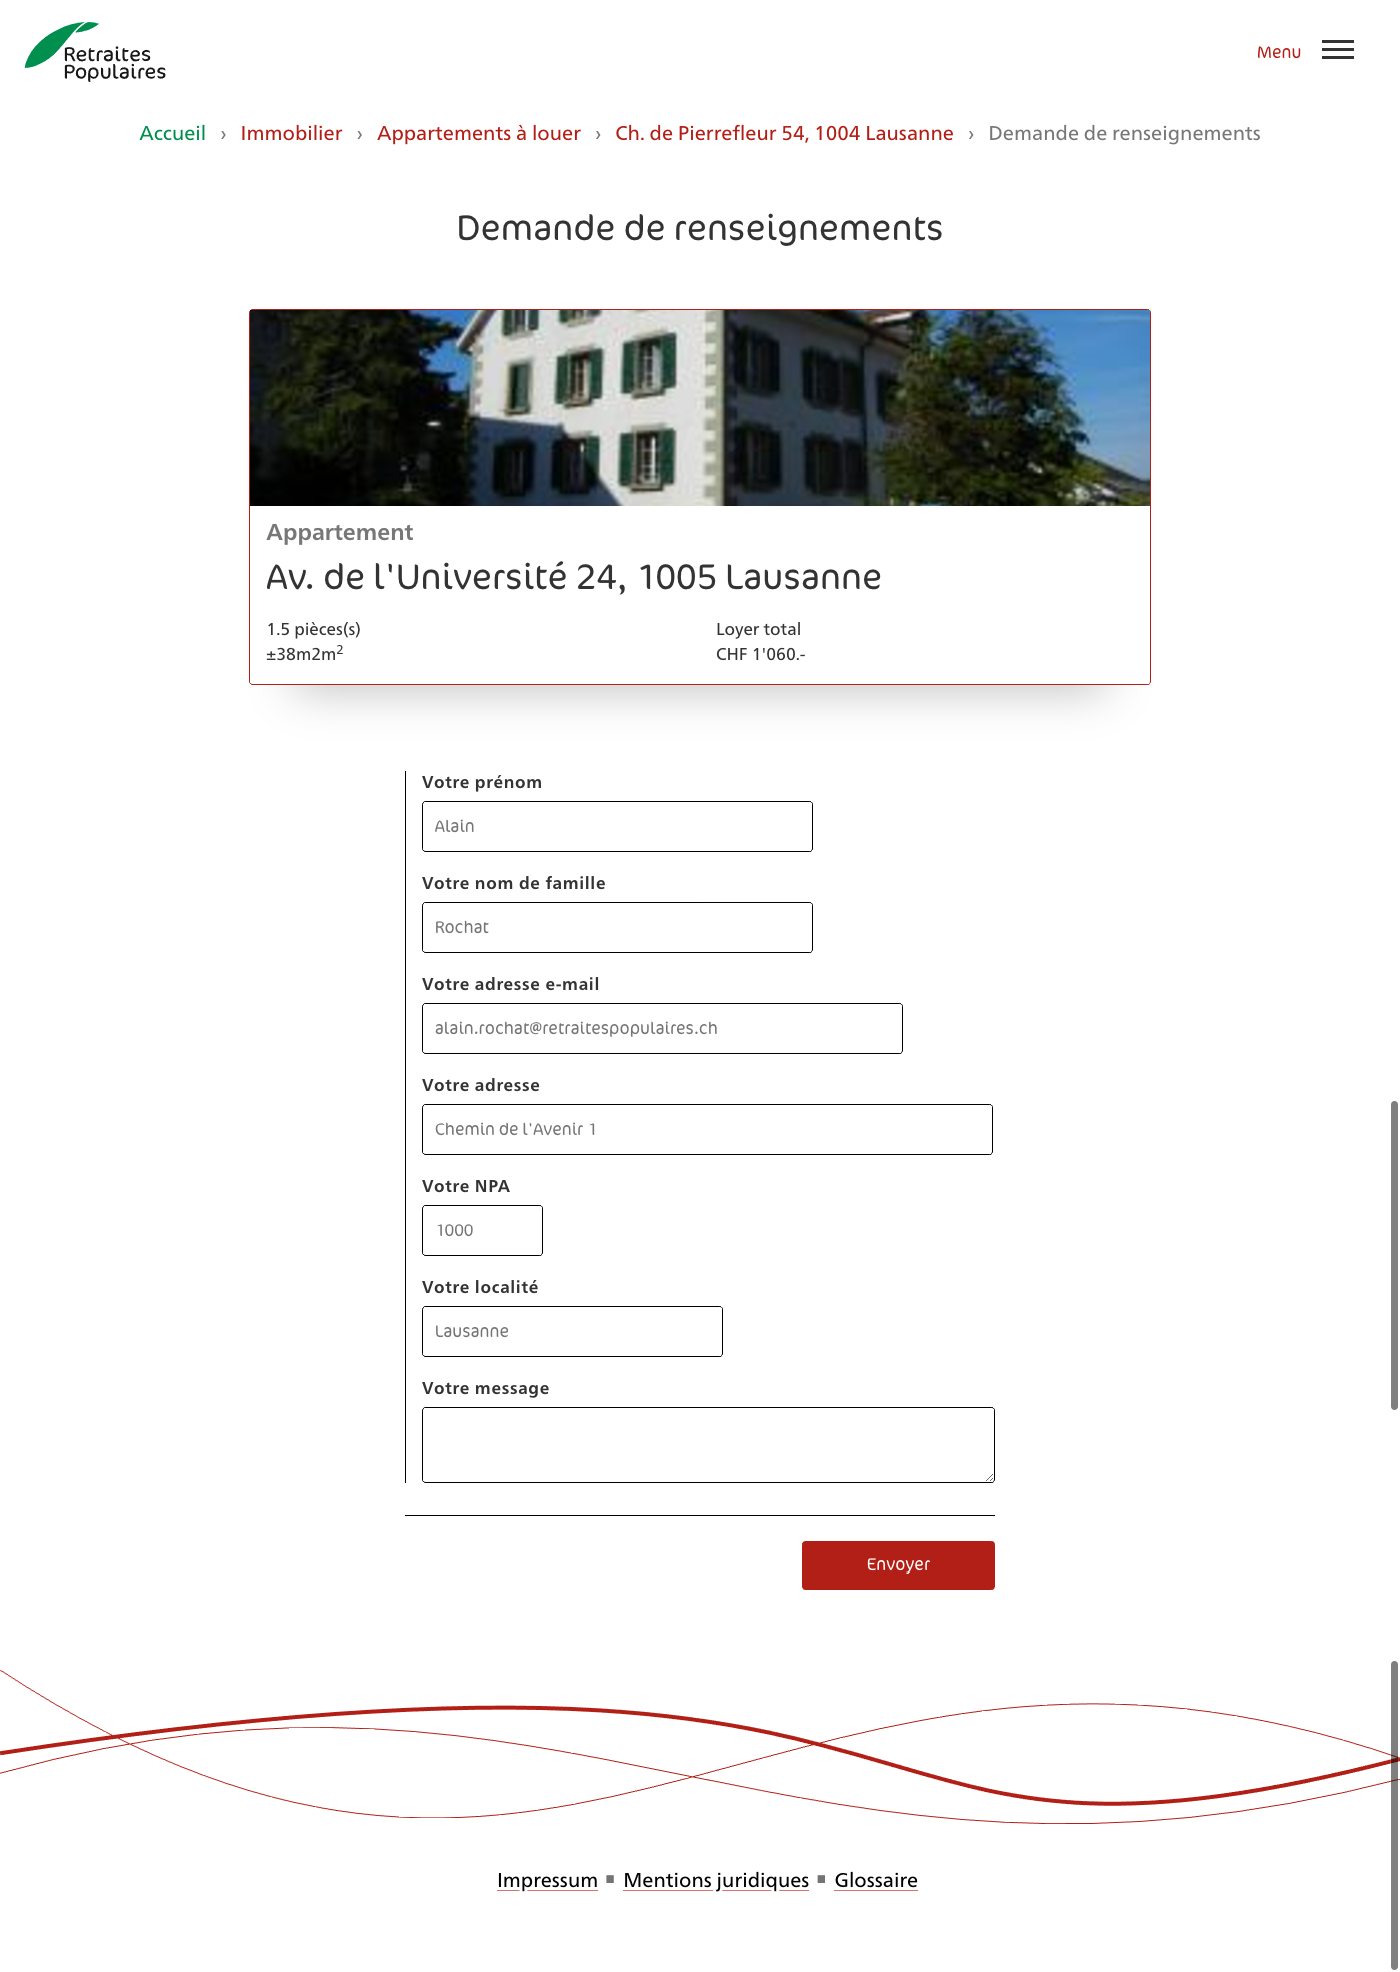 Retraites
Populaires
Menu
Accueil › Immobilier › Appartements à louer › Ch. de Pierrefleur 54, 1004 Lausanne › Demande de renseignements
Demande de renseignements
Appartement
Av. de l'Université 24, 1005 Lausanne
1.5 pièces(s)
±38m2m²
Loyer total
CHF 1'060.-
Votre prénom
Alain
Votre nom de famille
Rochat
Votre adresse e-mail
alain.rochat@retraitespopulaires.ch
Votre adresse
Chemin de l'Avenir 1
Votre NPA
1000
Votre localité
Lausanne
Votre message
Envoyer
Impressum ▪ Mentions juridiques ▪ Glossaire